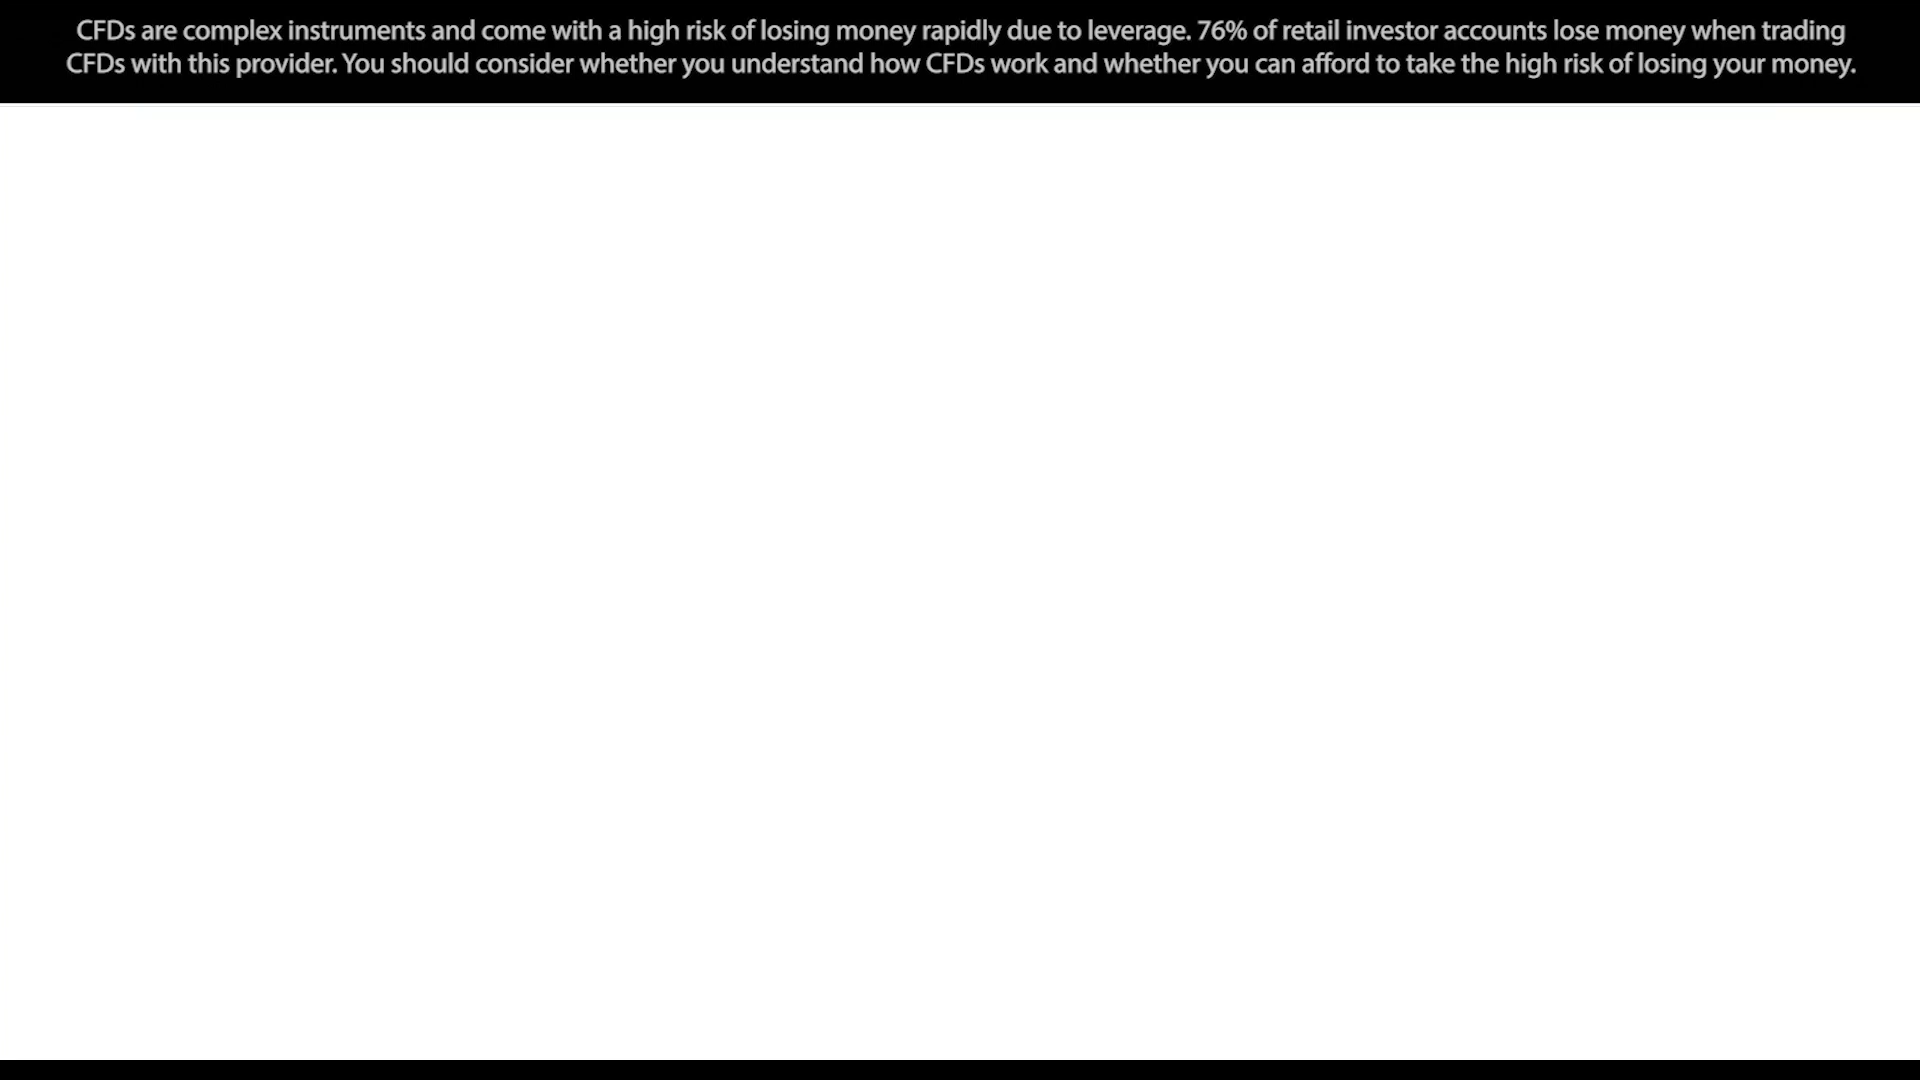 CFDs are complex instruments and come with a high risk of losing money rapidly due to leverage. 76% of retail investor accounts lose money when trading
CFDs with this provider. You should consider whether you understand how CFDs work and whether you can afford to take the high risk of losing your money.